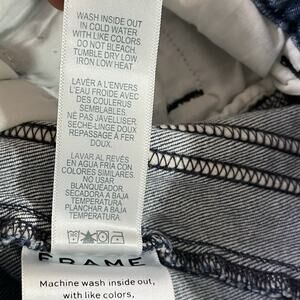 WASH INSIDE OUT
IN COLD WATER
WITH LIKE COLORS
DO NOT BLEACH.
TUMBLE DRY LOW
IRON LOW HEAT
LAVÉR A L'ENVERS
L'EAU FROIDE AVEC
DES COULERUS
SEMBLABLES.
NE PAS JAVELLISER.
SECHE-LINGE DOUX
REPASSAGE À FER
DOUX.
LAVAR AL REVÉS
EN AGUA FRIA CON
COLORES SIMILARES.
NO USAR
BLANQUEADOR
SECADORA A BAJA
TEMPERATURA
PLANCHAR A BAJA
TEMPERATURE.
FRAME
Machine wash inside out,
with like colors,